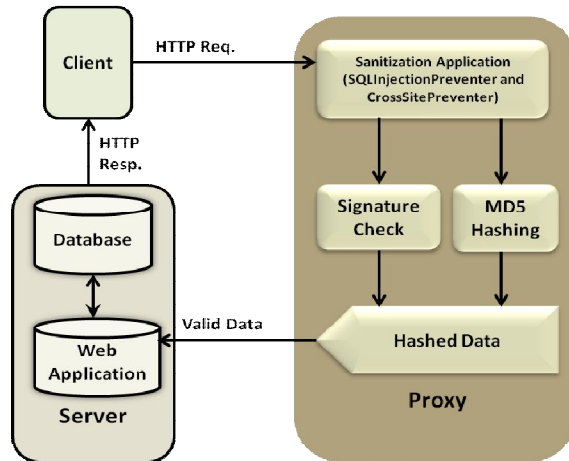 Client
HTTP Req.
Sanitization Application
(SQLInjectionPreventer and
CrossSitePreventer)
HTTP
Resp.
Signature
Check
MD5
Hashing
Database
Valid Data
Hashed Data
Web
Application
Server
Proxy